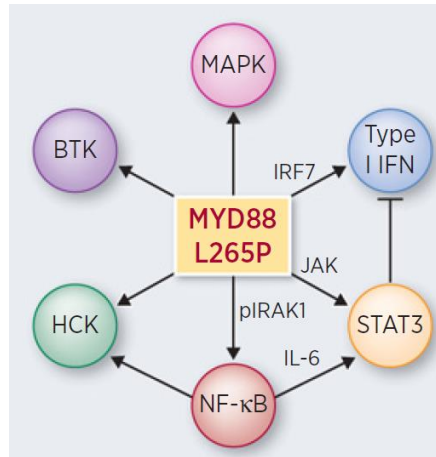 MAPK
BTK
Type
I IFN
IRF7
MYD88
L265P
JAK
pIRAK1
HCK
STAT3
IL-6
NF-κB